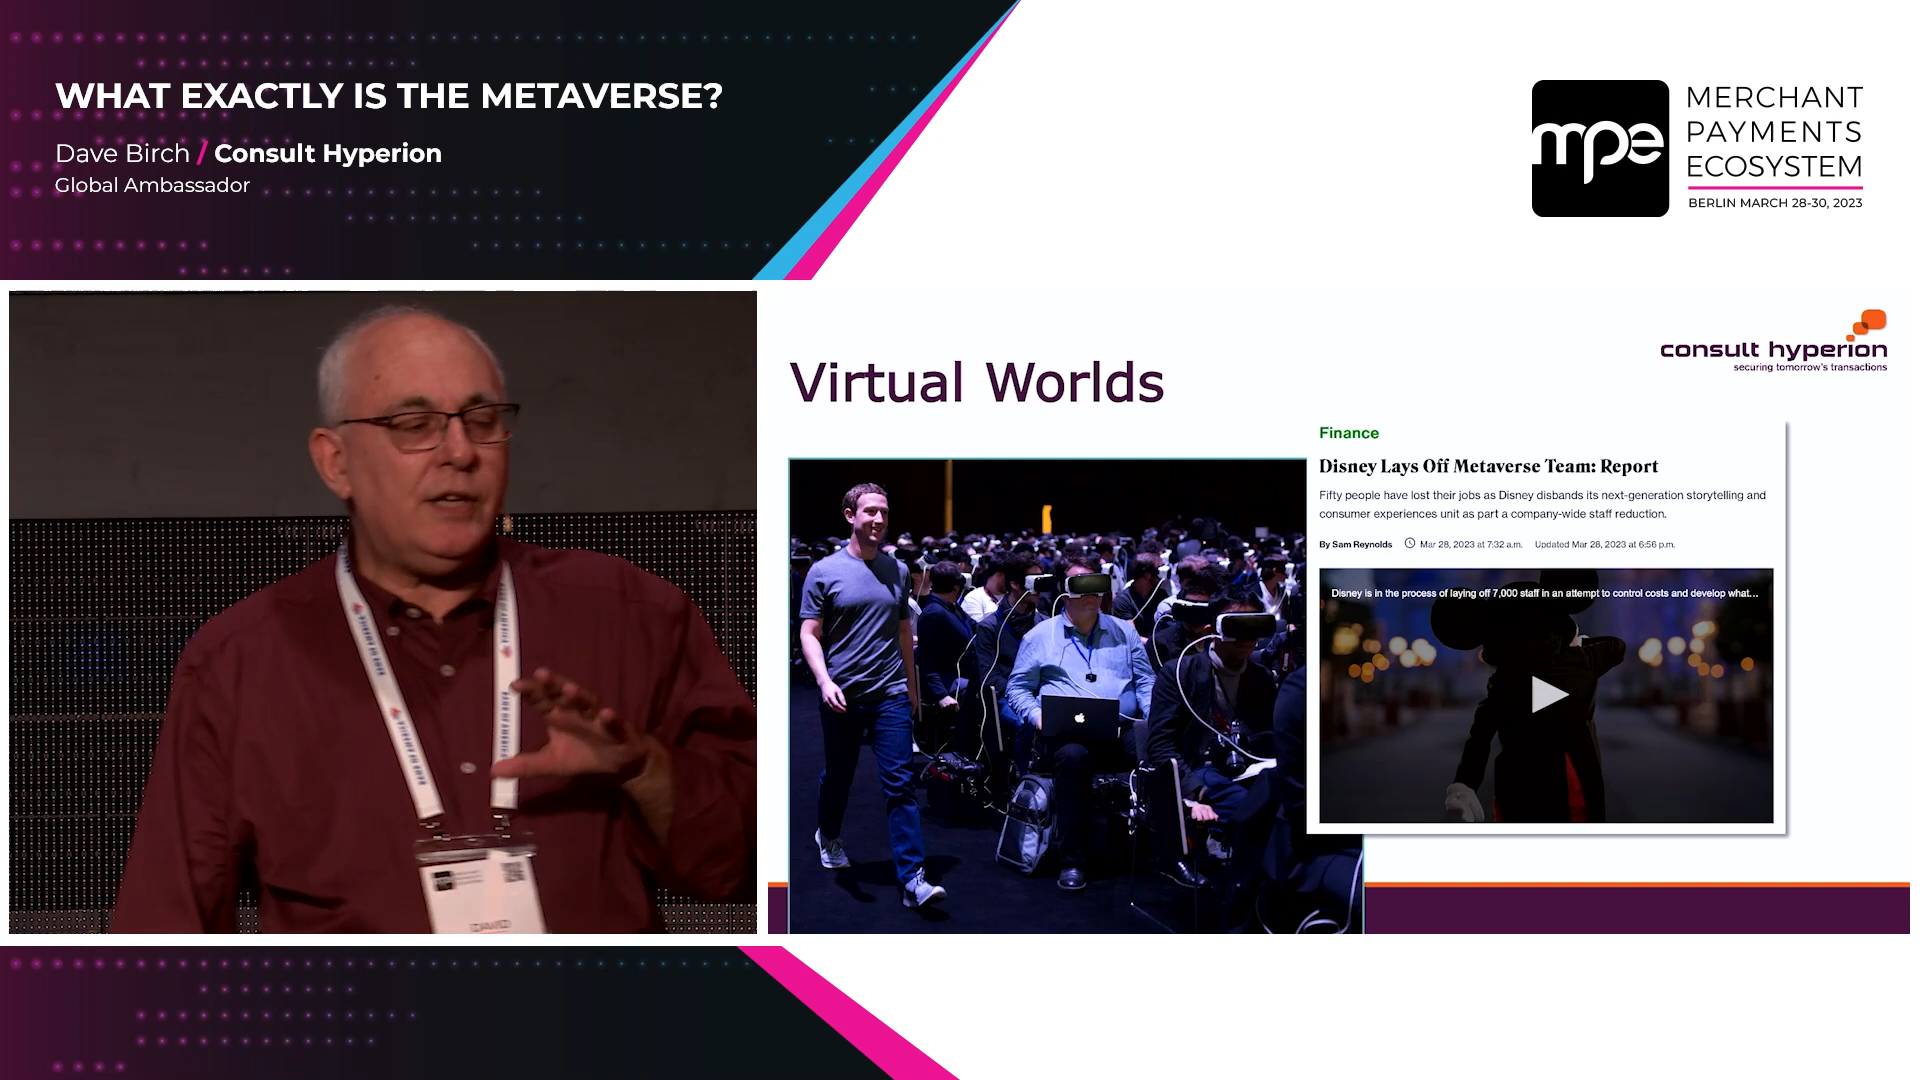 WHAT EXACTLY IS THE METAVERSE?
Dave Birch / Consult Hyperion
Global Ambassador
mpe
MERCHANT
PAYMENTS
ECOSYSTEM
BERLIN MARCH 28-30, 2023
consult hyperion
securing tomorrow's transactions
Virtual Worlds
Finance
Disney Lays Off Metaverse Team: Report
Fifty people have lost their jobs as Disney disbands its next-generation storytelling and
consumer experiences unit as part a company-wide staff reduction.
By Sam Reynolds Mar 28, 2023 at 7:32 a.m. Updated Mar 28, 2023 at 6:56 p.m.
Disney is in the process of laying off 7,000 staff in an attempt to control costs and develop what...
mpe
DAVID